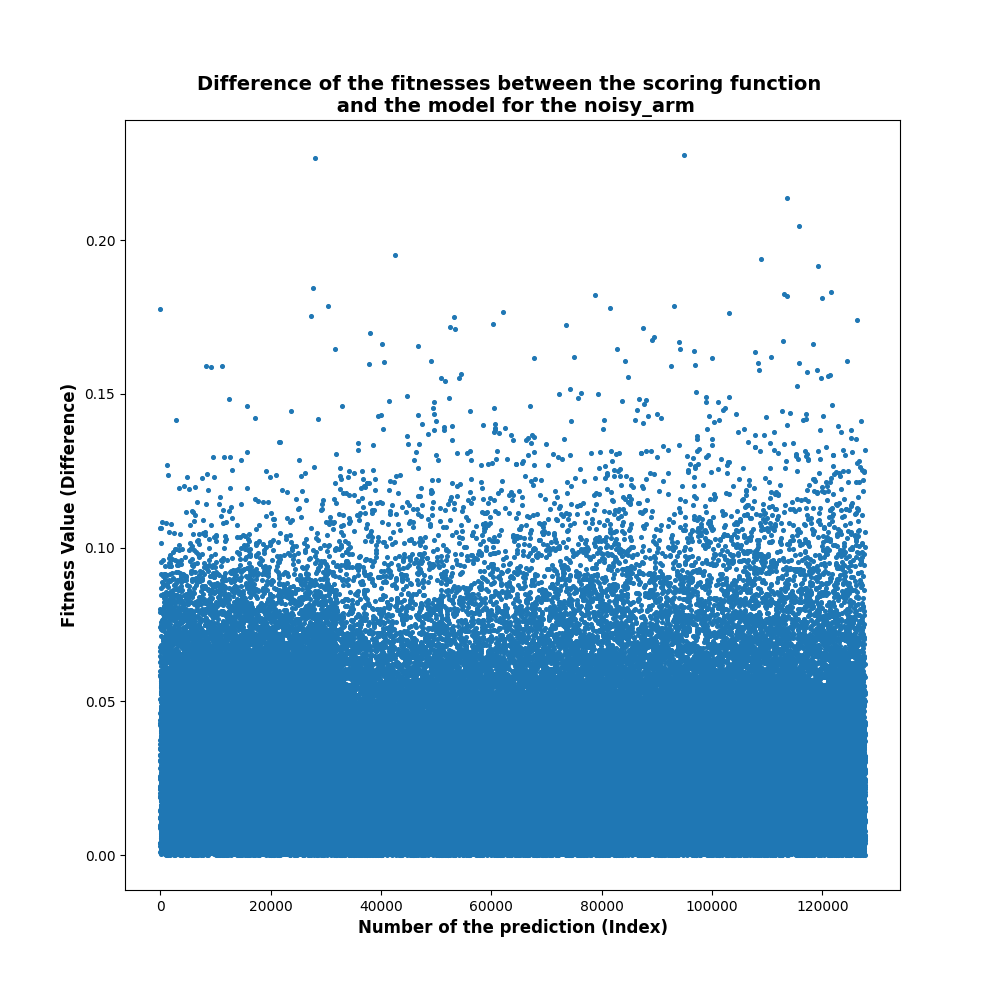 Difference of the fitnesses between the scoring function
and the model for the noisy_arm
Fitness Value (Difference)
0.20
0.15
0.10
0.05
0.00
0 20000 40000 60000 80000 100000 120000
Number of the prediction (Index)